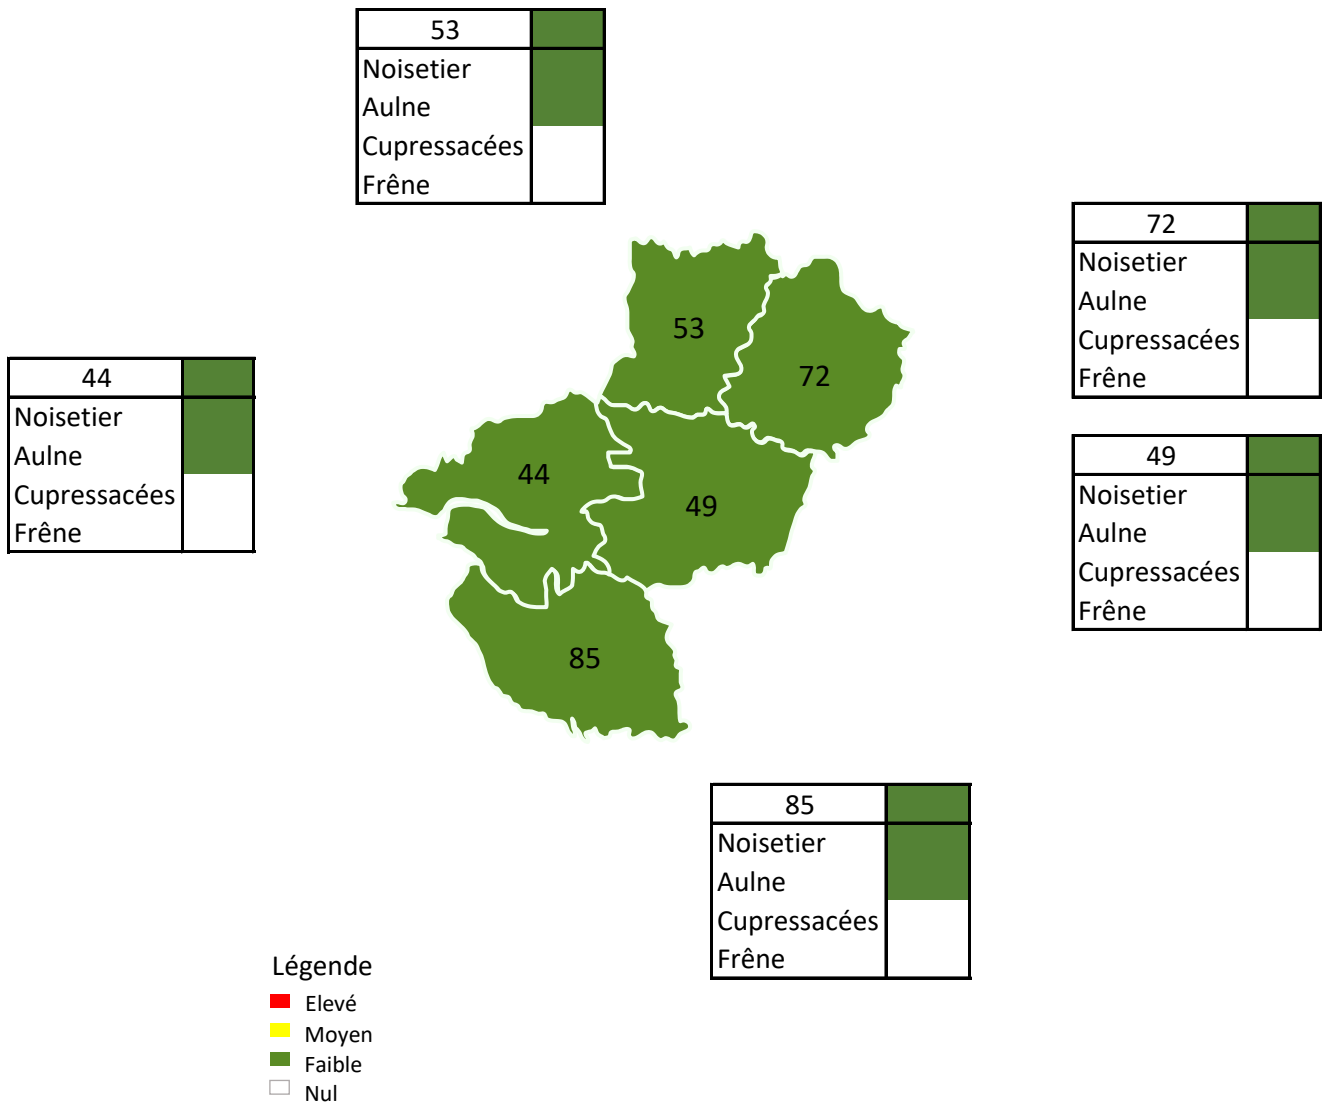 53
Noisetier
Aulne
Cupressacées
Frêne
72
Noisetier
Aulne
Cupressacées
Frêne
44
Noisetier
Aulne
Cupressacées
Frêne
53
72
44
49
85
49
Noisetier
Aulne
Cupressacées
Frêne
85
Noisetier
Aulne
Cupressacées
Frêne
Légende
Elevé
Moyen
Faible
Nul